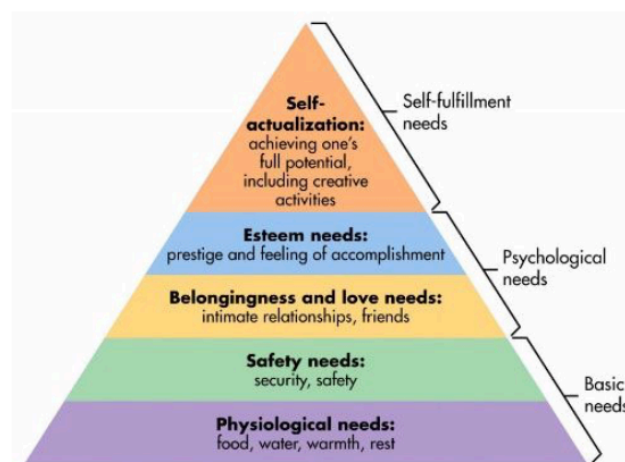 Self-
actualization:
achieving one's
full potential,
including creative
activities
Self-fulfillment
needs
Esteem needs:
prestige and feeling of accomplishment
Belongingness and love needs:
intimate relationships, friends
Psychological
needs
Safety needs:
security, safety
Physiological needs:
food, water, warmth, rest
Basic
needs